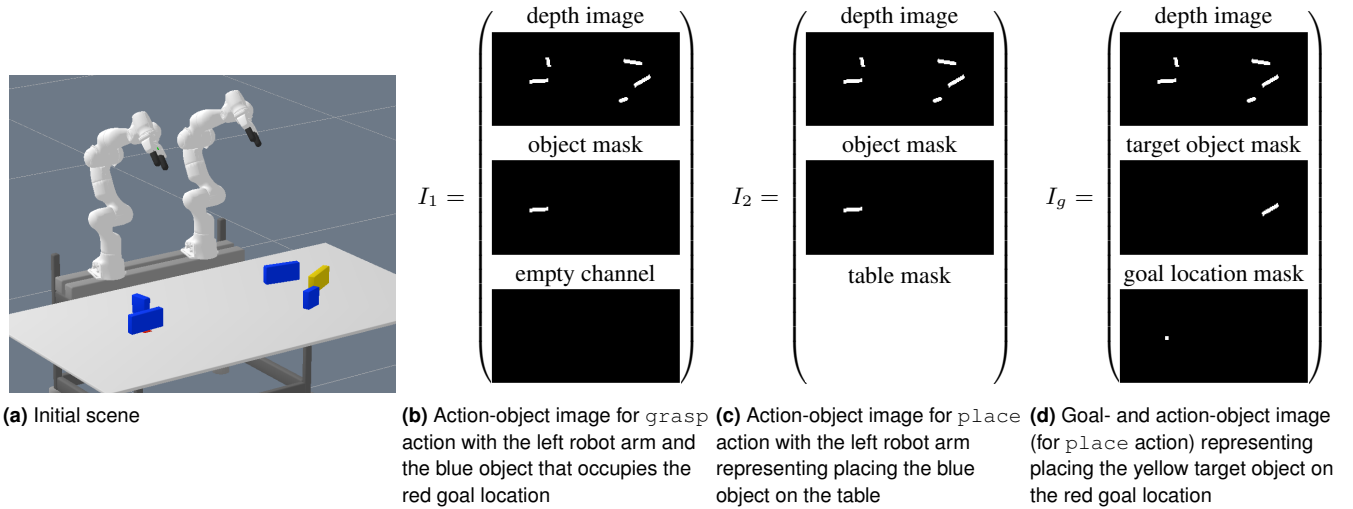 depth image
object mask
empty channel
I₁ =
depth image
object mask
table mask
I₂ =
depth image
target object mask
goal location mask
I_g =
(a) Initial scene
(b) Action-object image for grasp
action with the left robot arm and
the blue object that occupies the
red goal location
(c) Action-object image for place
action with the left robot arm
representing placing the blue
object on the table
(d) Goal- and action-object image
(for place action) representing
placing the yellow target object on
the red goal location